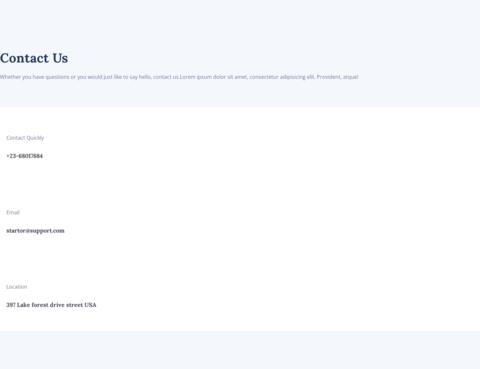 Contact Us
Whether you have questions or you would just like to say hello, contact us.Lorem ipsum dolor sit amet, consectetur adipisicing elit. Provident, atque!
Contact Quickly
+23-68017684
Email
startor@support.com
Location
397 Lake forest drive street USA